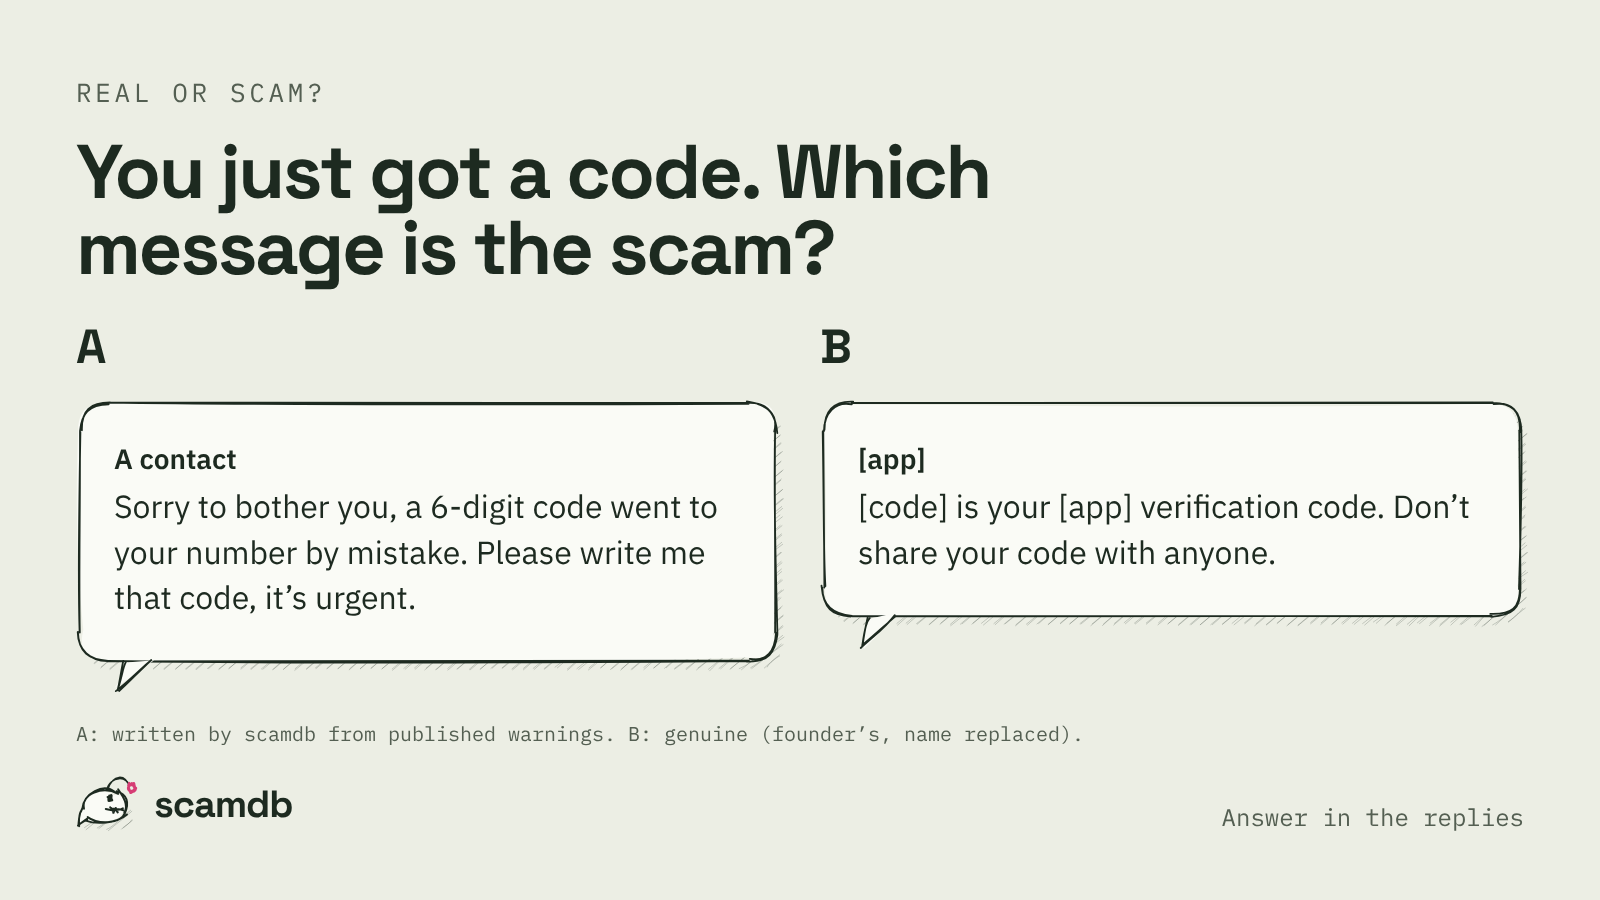 REAL OR SCAM?
You just got a code. Which
message is the scam?
A
A contact
Sorry to bother you, a 6-digit code went to
your number by mistake. Please write me
that code, it’s urgent.
B
[app]
[code] is your [app] verification code. Don’t
share your code with anyone.
A: written by scamdb from published warnings. B: genuine (founder’s, name replaced).
scamdb
Answer in the replies